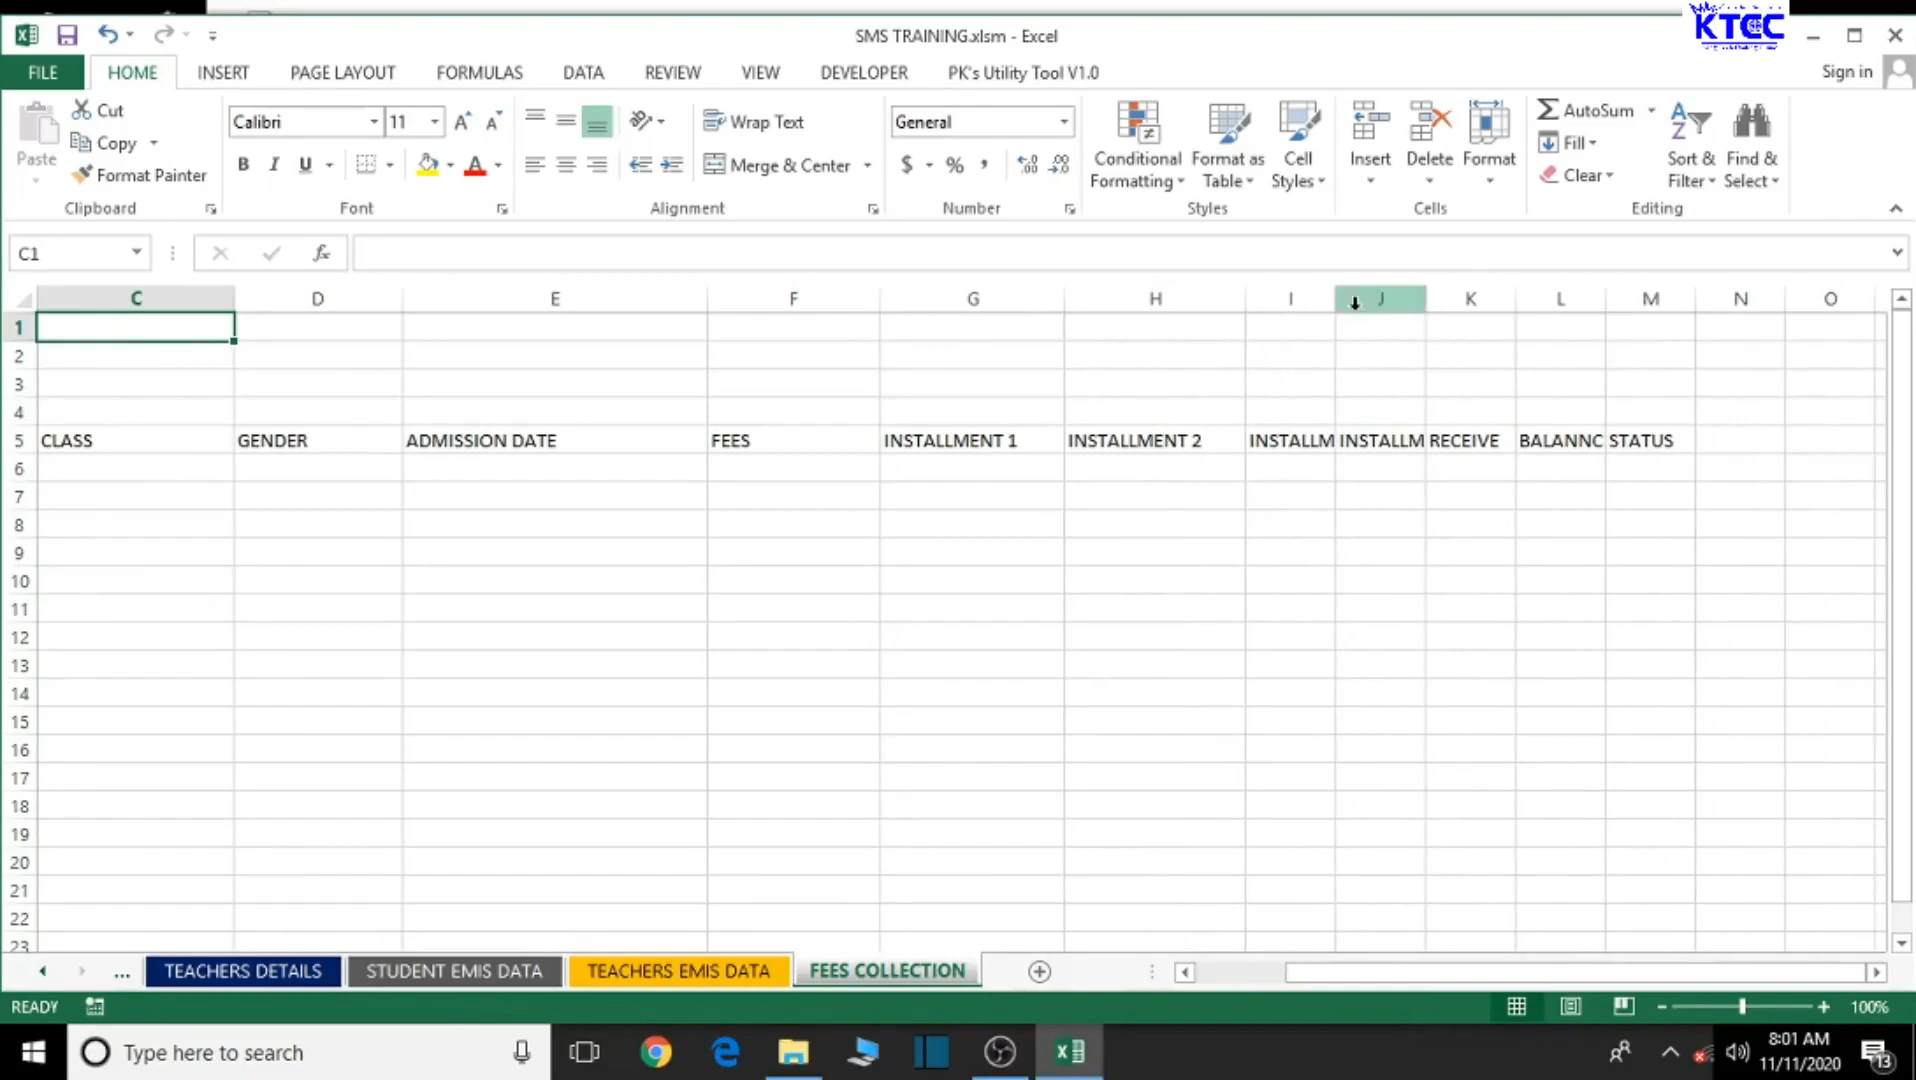 KTCC
SMS TRAINING.xlsm - Excel
FILE HOME INSERT PAGE LAYOUT FORMULAS DATA REVIEW VIEW DEVELOPER PK's Utility Tool V1.0 Sign in
Paste Cut Copy Format Painter Clipboard
Calibri 11 B I U A Font
Wrap Text Merge & Center Alignment
General $ % , Number
Conditional Formatting Format as Table Cell Styles Styles
Insert Delete Format Cells
AutoSum Fill Clear Sort & Filter Find & Select Editing
C1 fx
C D E F G H I J K L M N O
1
2
3
4
5 CLASS GENDER ADMISSION DATE FEES INSTALLMENT 1 INSTALLMENT 2 INSTALLM INSTALLM RECEIVE BALANNC STATUS
6
7
8
9
10
11
12
13
14
15
16
17
18
19
20
21
22
23
... TEACHERS DETAILS STUDENT EMIS DATA TEACHERS EMIS DATA FEES COLLECTION
READY 100%
Type here to search
8:01 AM
11/11/2020
13